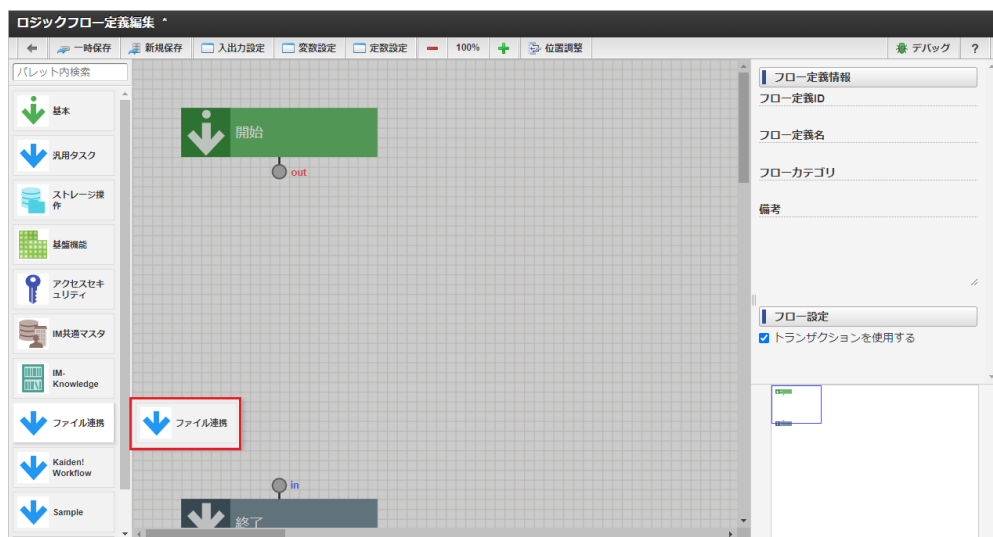 ロジックフロー定義編集 *
一時保存 新規保存 入出力設定 変数設定 定数設定 100% 位置調整 デバッグ ?
パレット内検索
基本
汎用タスク
ストレージ操
作
基盤機能
アクセスセキ
ュリティ
IM共通マスタ
IM-
Knowledge
ファイル連携
Kaiden!
Workflow
Sample
開始
out
ファイル連携
in
終了
フロー定義情報
フロー定義ID
フロー定義名
フローカテゴリ
備考
フロー設定
トランザクションを使用する